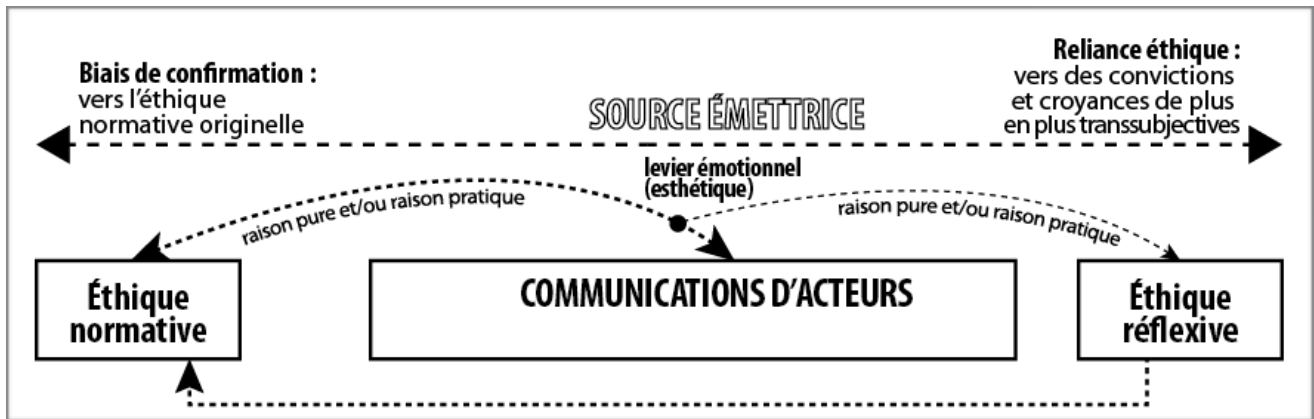 Biais de confirmation :
vers l'éthique
normative originelle
SOURCE ÉMETTRICE
Reliance éthique :
vers des convictions
et croyances de plus
en plus transsubjectives
levier émotionnel
(esthétique)
raison pure et/ou raison pratique
raison pure et/ou raison pratique
Éthique
normative
COMMUNICATIONS D'ACTEURS
Éthique
réflexive